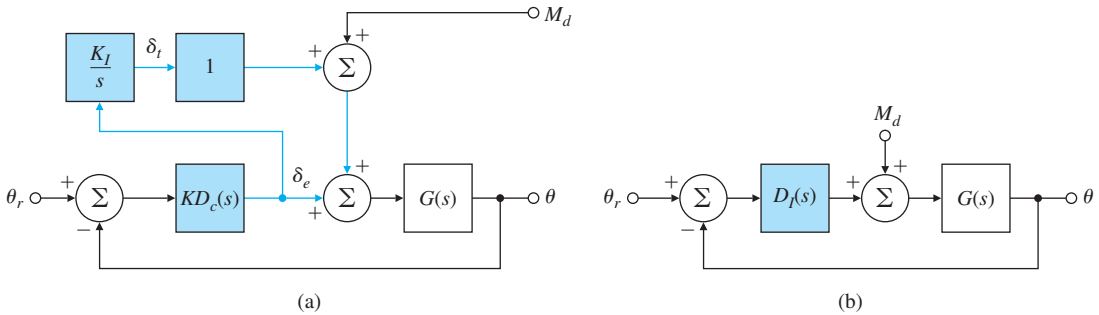 M_d
K_I
s
δ_t
1
+
+
Σ
θ_r
+
Σ
−
KD_c(s)
δ_e
+
+
Σ
G(s)
θ
(a)
M_d
θ_r
+
Σ
−
D_I(s)
+
+
Σ
G(s)
θ
(b)